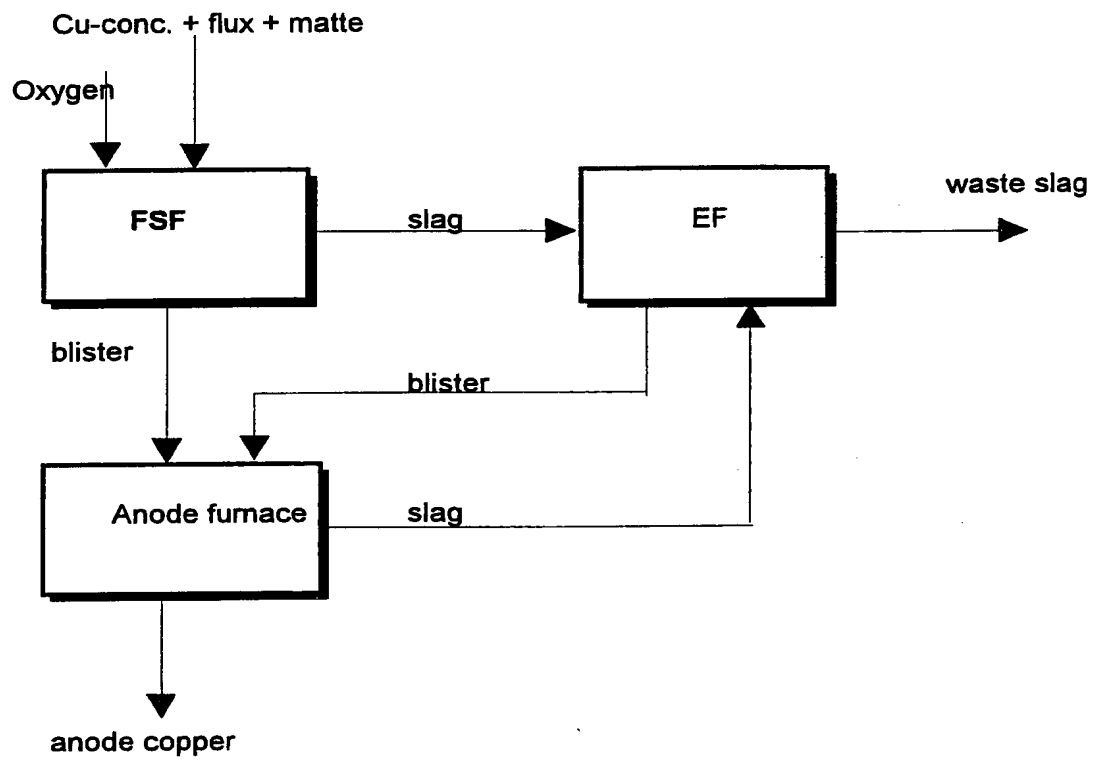 Cu-conc. + flux + matte
Oxygen
FSF
slag
EF
waste slag
blister
blister
Anode furnace
slag
anode copper